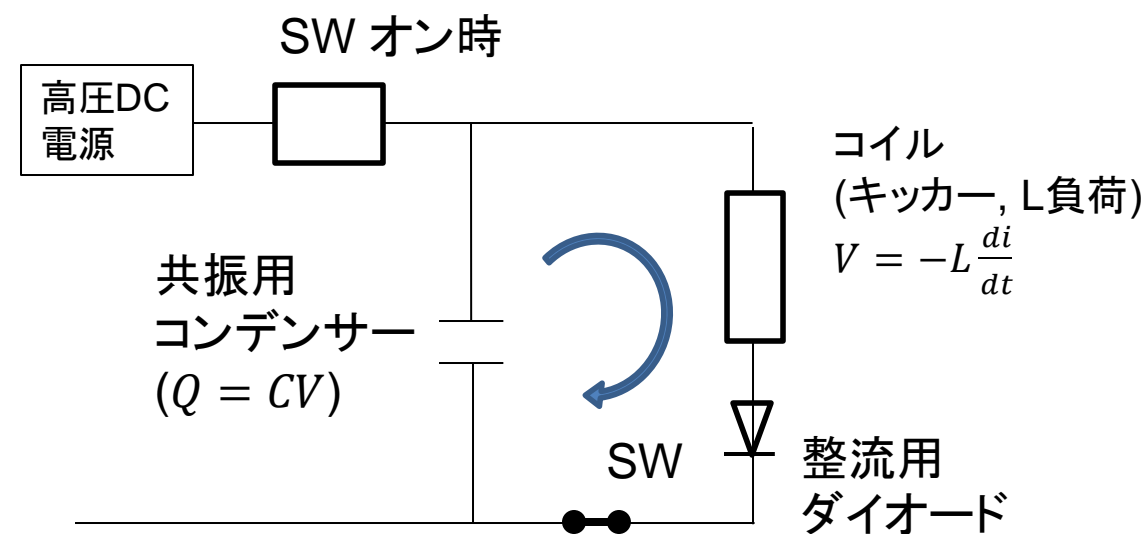 SW オン時
高圧DC
電源
コイル
(キッカー, L負荷)
𝑉 = −𝐿 𝑑𝑖/𝑑𝑡
共振用
コンデンサー
(𝑄 = 𝐶𝑉)
SW
整流用
ダイオード